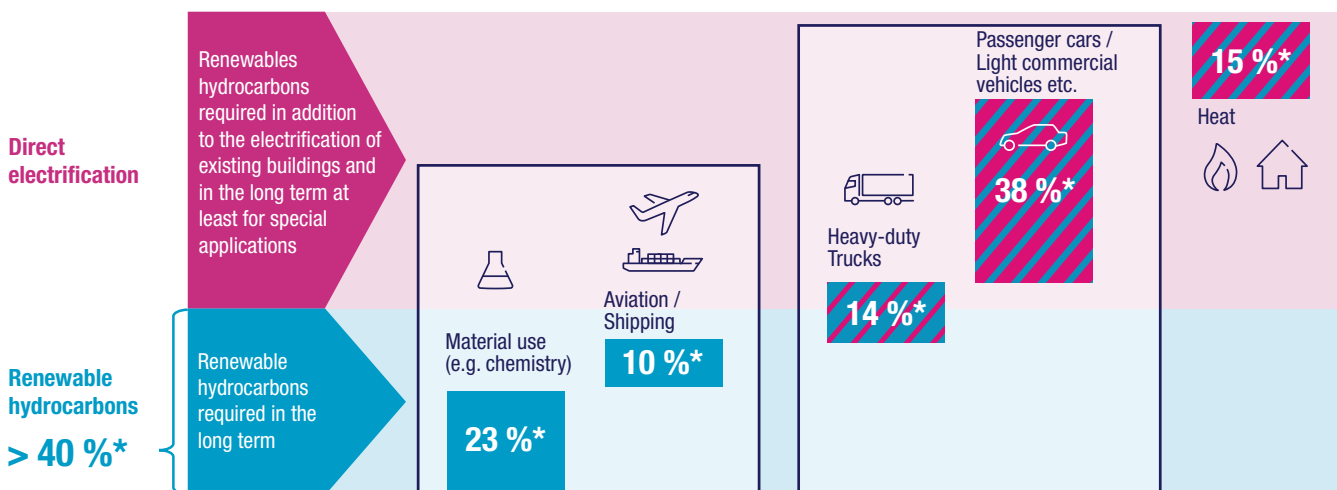 Direct
electrification
Renewables
hydrocarbons
required in addition
to the electrification of
existing buildings and
in the long term at
least for special
applications
Renewable
hydrocarbons
> 40 %*
Renewable
hydrocarbons
required in the
long term
Material use
(e.g. chemistry)
23 %*
Aviation /
Shipping
10 %*
Heavy-duty
Trucks
14 %*
Passenger cars /
Light commercial
vehicles etc.
38 %*
15 %*
Heat